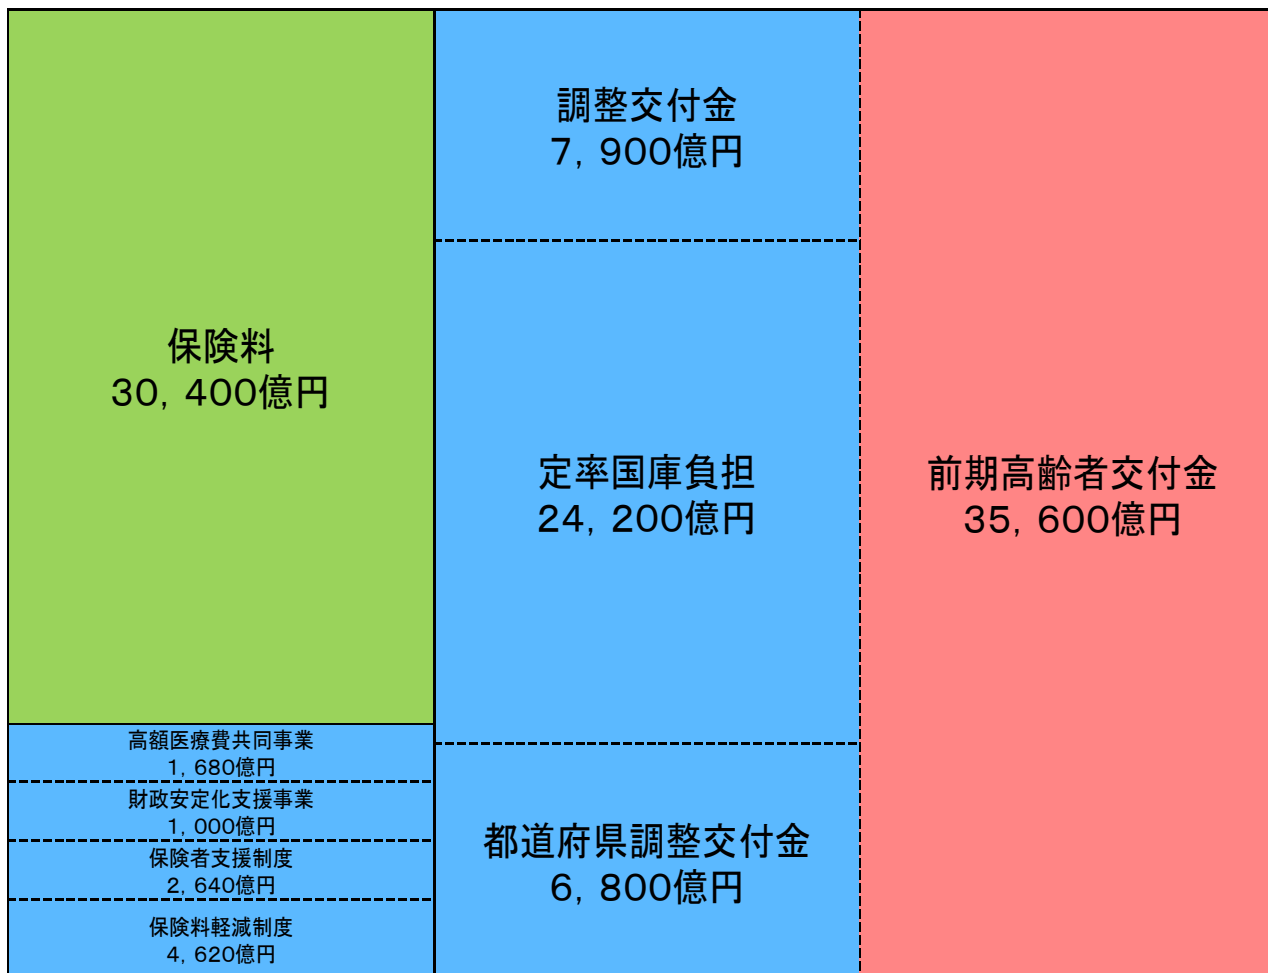 保険料
30, 400億円
高額医療費共同事業
1, 680億円
財政安定化支援事業
1, 000億円
保険者支援制度
2, 640億円
保険料軽減制度
4, 620億円
調整交付金
7, 900億円
定率国庫負担
24, 200億円
都道府県調整交付金
6, 800億円
前期高齢者交付金
35, 600億円